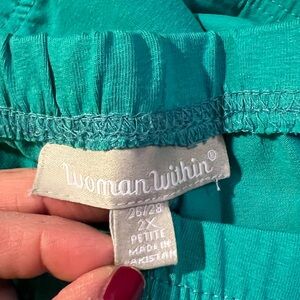 Woman Within®
26/28
2X
PETITE
MADE IN
PAKISTAN